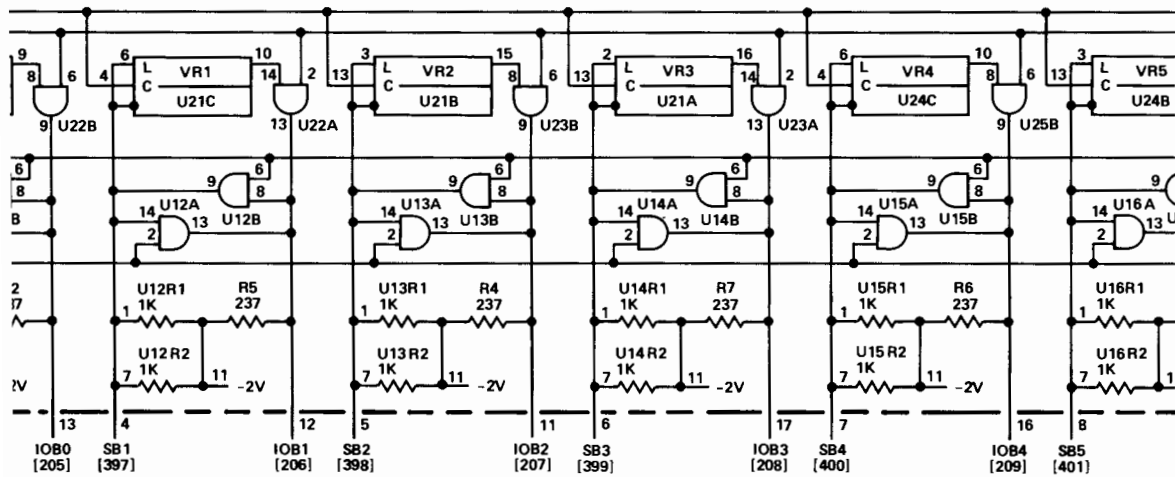 9 6 10 3 15 2 16 6 10 3
8 6 4 L VR1 14 2 13 L VR2 8 6 13 L VR3 14 2 4 L VR4 8 6 13 L VR5
C C C C C
U21C U21B U21A U24C U24B
9 U22B 13 U22A 9 U23B 13 U23A 9 U25B
6 6 6 6 6
8 9 8 9 8 9 8 9 8 9
B U12A U12B U13A U13B U14A U14B U15A U15B U16A
14 13 14 13 14 13 14 13 14 13
2 2 2 2 2
2 U12R1 R5 U13R1 R4 U14R1 R7 U15R1 R6 U16R1
37 1K 237 1K 237 1K 237 1K 237 1K
1 1 1 1 1
U12R2 U13R2 U14R2 U15R2 U16R2
1K 1K 1K 1K 1K
2V 7 11 -2V 7 11 -2V 7 11 -2V 7 11 -2V 7
13 4 12 5 11 6 17 7 16 8
IOB0 SB1 IOB1 SB2 IOB2 SB3 IOB3 SB4 IOB4 SB5
[205] [397] [206] [398] [207] [399] [208] [400] [209] [401]